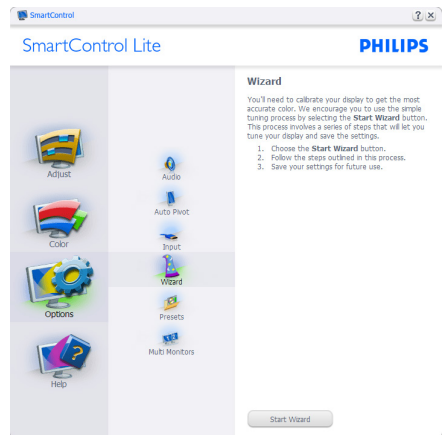 SmartControl
SmartControl Lite
PHILIPS
Adjust
Color
Options
Help
Audio
Auto Pivot
Input
Wizard
Presets
Multi Monitors
Wizard
You'll need to calibrate your display to get the most
accurate color. We encourage you to use the simple
tuning process by selecting the Start Wizard button.
This process involves a series of steps that will let you
tune your display and save the settings.
1. Choose the Start Wizard button.
2. Follow the steps outlined in this process.
3. Save your settings for future use.
Start Wizard